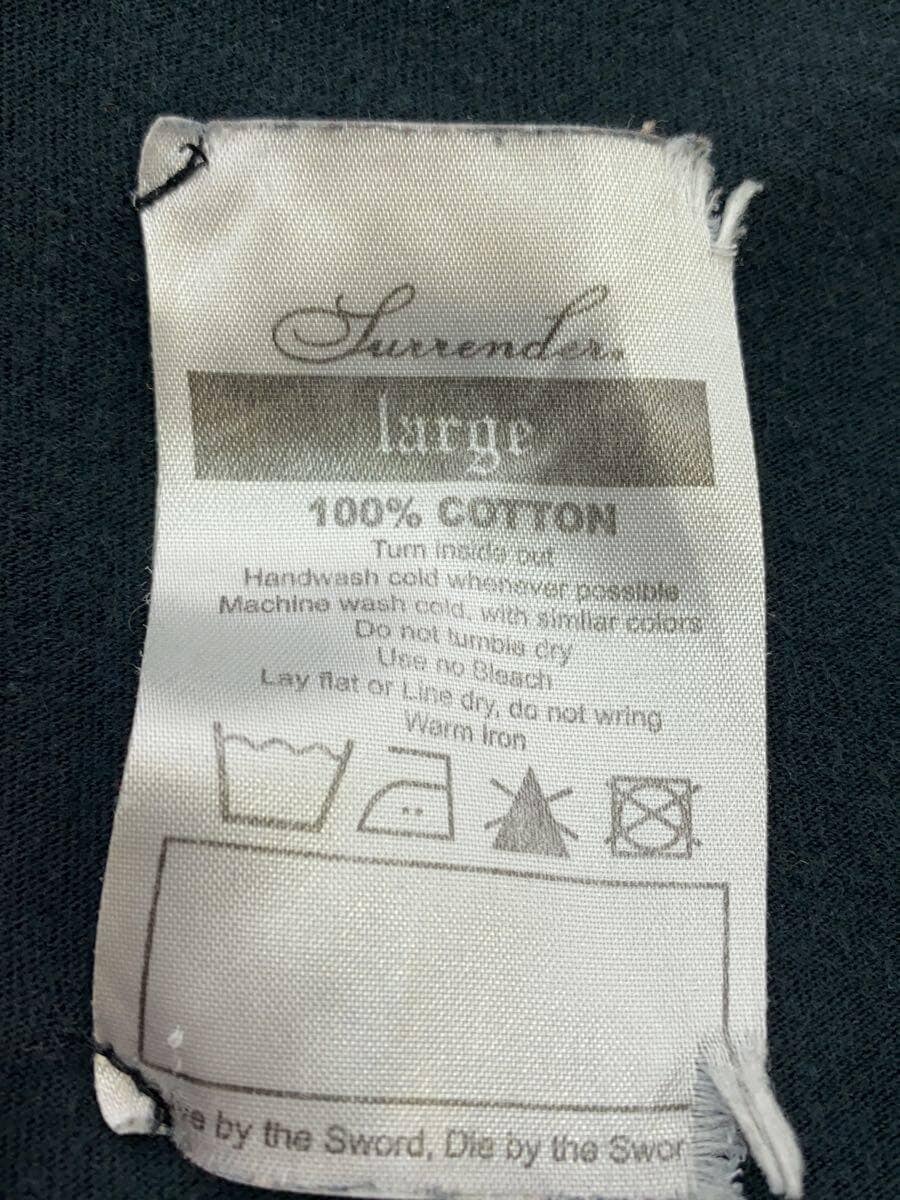 Surrender.
large
100% COTTON
Turn inside out
Handwash cold whenever possible
Machine wash cold, with similar colors
Do not tumble dry
Use no Bleach
Lay flat or Line dry, do not wring
Warm Iron
by the Sword, Die by the Swor